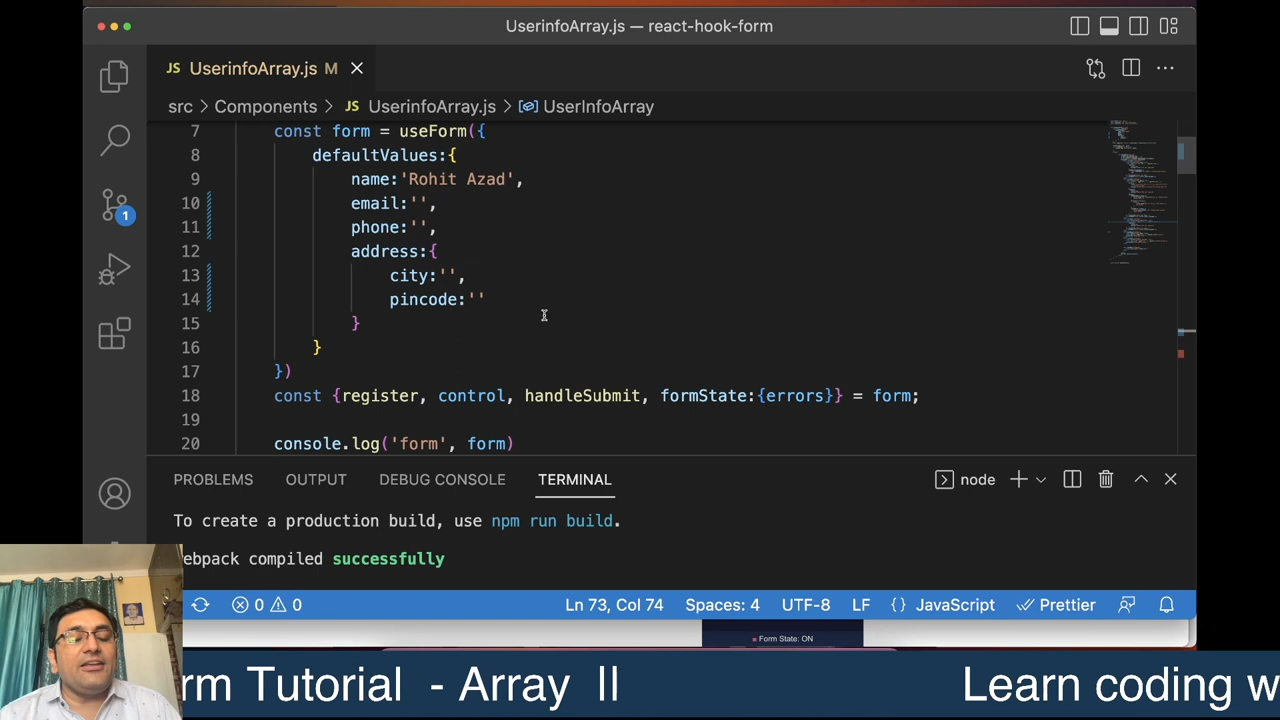 UserinfoArray.js — react-hook-form
JS UserinfoArray.js M
src > Components > JS UserinfoArray.js > UserInfoArray
7 const form = useForm({
8 defaultValues:{
9 name:'Rohit Azad',
10 email:'',
11 phone:'',
12 address:{
13 city:'',
14 pincode:''
15 }
16 }
17 })
18 const {register, control, handleSubmit, formState:{errors}} = form;
19
20 console.log('form', form)
1
PROBLEMS OUTPUT DEBUG CONSOLE TERMINAL node
To create a production build, use npm run build.
ebpack compiled successfully
0 0 Ln 73, Col 74 Spaces: 4 UTF-8 LF {} JavaScript Prettier
Form State: ON
rm Tutorial - Array II Learn coding w